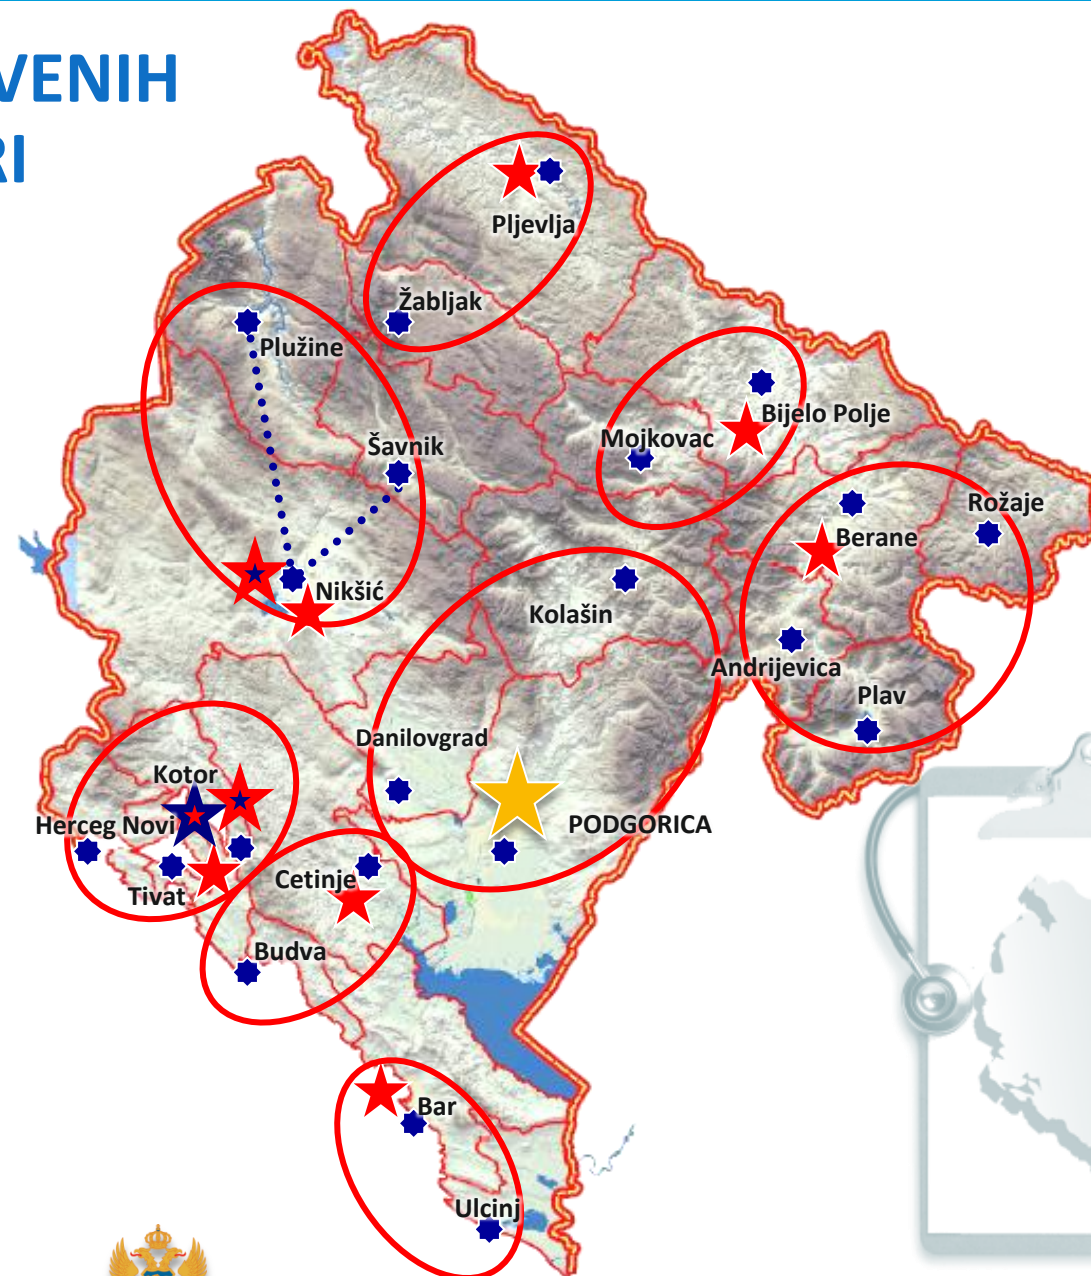 VENIH
RI
Pljevlja
Žabljak
Plužine
Bijelo Polje
Mojkovac
Šavnik
Rožaje
Berane
Nikšić
Kolašin
Andrijevica
Plav
Danilovgrad
Kotor
Herceg Novi
PODGORICA
Cetinje
Tivat
Budva
Bar
Ulcinj